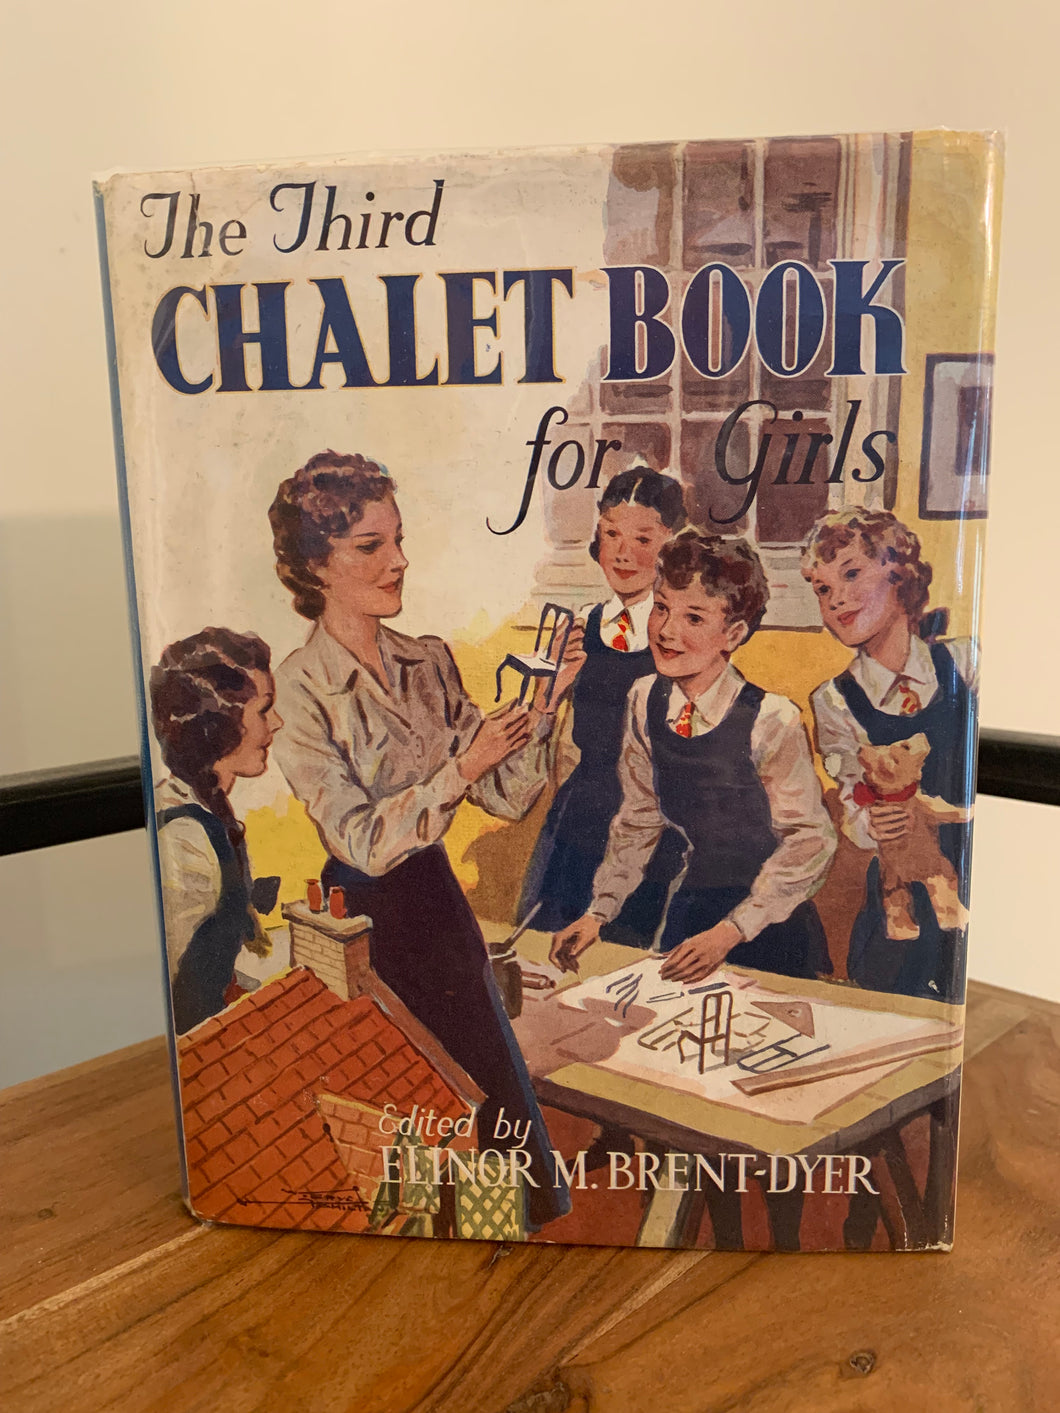 The Third
CHALET BOOK
for Girls
Edited by
ELINOR M. BRENT-DYER